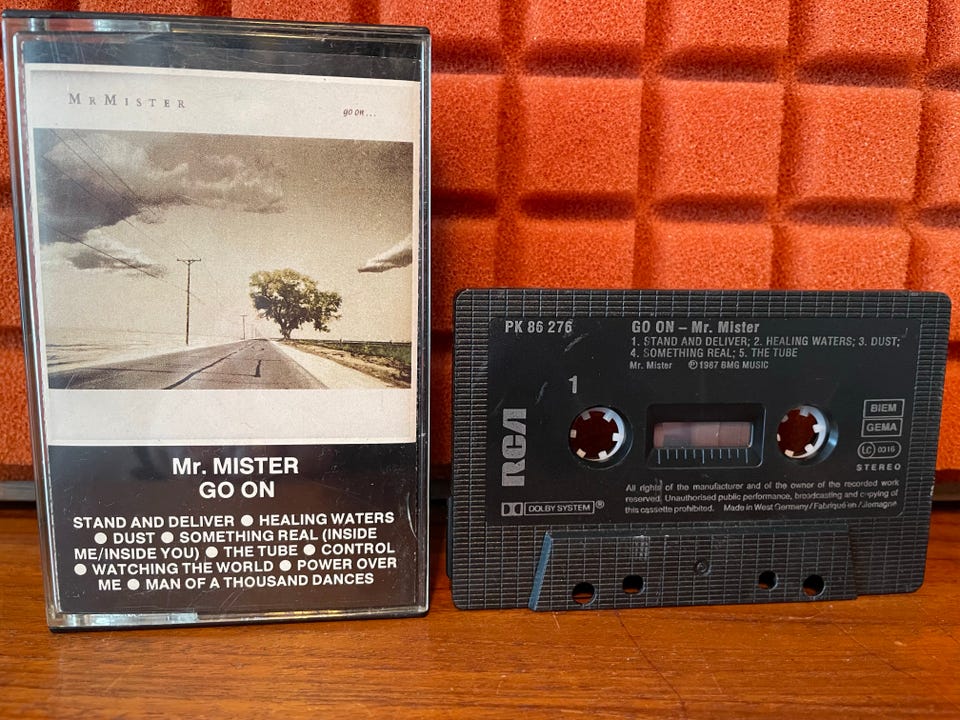 MRMISTER
go on...
Mr. MISTER
GO ON
STAND AND DELIVER ● HEALING WATERS
● DUST ● SOMETHING REAL (INSIDE
ME/INSIDE YOU) ● THE TUBE ● CONTROL
● WATCHING THE WORLD ● POWER OVER
ME ● MAN OF A THOUSAND DANCES
PK 86 276
GO ON – Mr. Mister
1. STAND AND DELIVER; 2. HEALING WATERS; 3. DUST;
4. SOMETHING REAL; 5. THE TUBE
Mr. Mister ℗ 1987 BMG MUSIC
1
RCA
BIEM
GEMA
LC 0316
STEREO
All rights of the manufacturer and of the owner of the recorded work
reserved. Unauthorised public performance, broadcasting and copying of
this cassette prohibited. Made in West Germany/Fabriqué en Allemagne
DOLBY SYSTEM ®